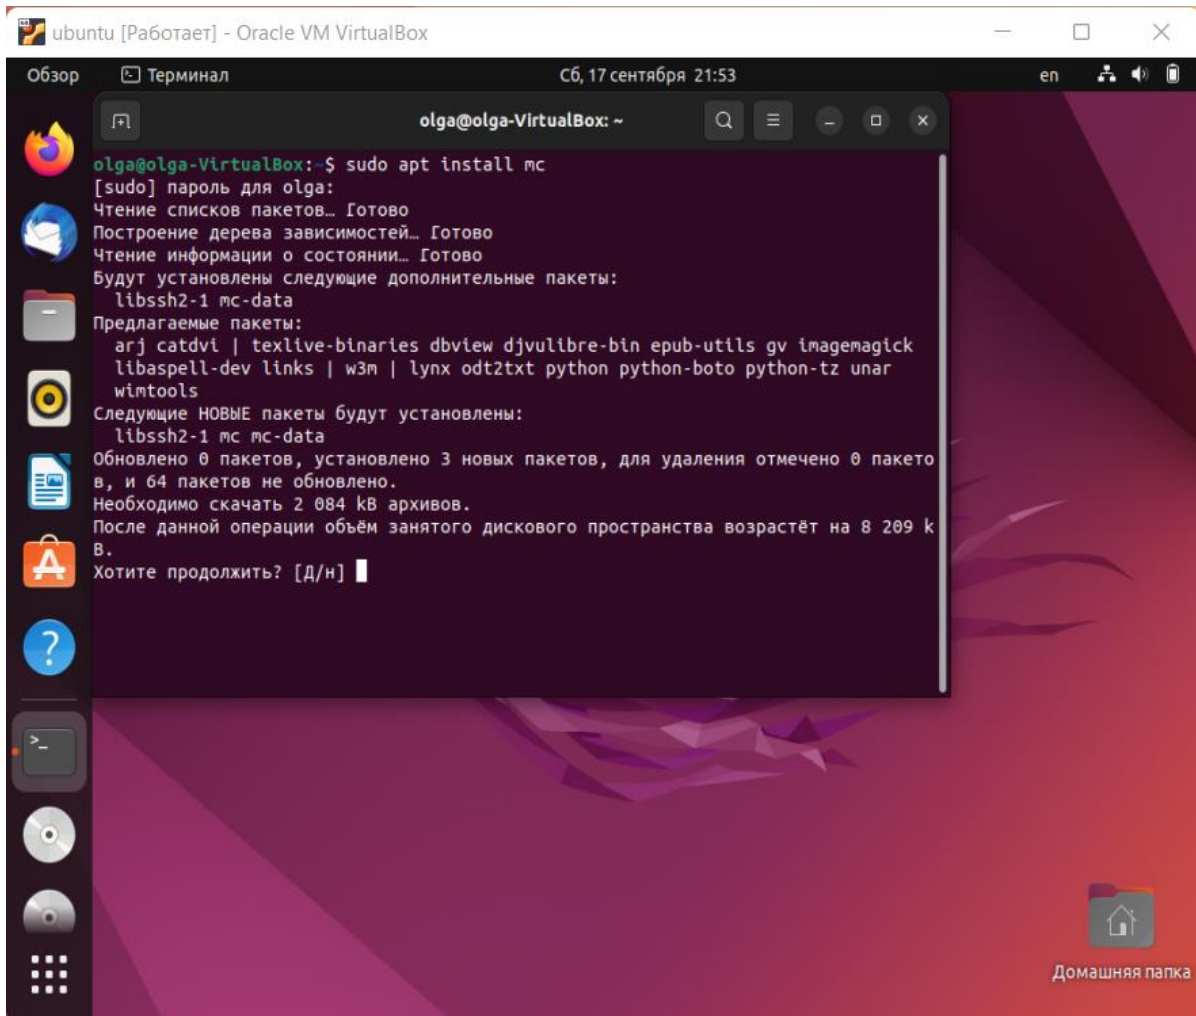 ubuntu [Работает] - Oracle VM VirtualBox
Обзор Терминал Сб, 17 сентября 21:53 en
olga@olga-VirtualBox: ~
olga@olga-VirtualBox:~$ sudo apt install mc
[sudo] пароль для olga:
Чтение списков пакетов… Готово
Построение дерева зависимостей… Готово
Чтение информации о состоянии… Готово
Будут установлены следующие дополнительные пакеты:
libssh2-1 mc-data
Предлагаемые пакеты:
arj catdvi | texlive-binaries dbview djvulibre-bin epub-utils gv imagemagick
libaspell-dev links | w3m | lynx odt2txt python python-boto python-tz unar
wimtools
Следующие НОВЫЕ пакеты будут установлены:
libssh2-1 mc mc-data
Обновлено 0 пакетов, установлено 3 новых пакетов, для удаления отмечено 0 пакето
в, и 64 пакетов не обновлено.
Необходимо скачать 2 084 kB архивов.
После данной операции объём занятого дискового пространства возрастёт на 8 209 k
B.
Хотите продолжить? [Д/н]
Домашняя папка